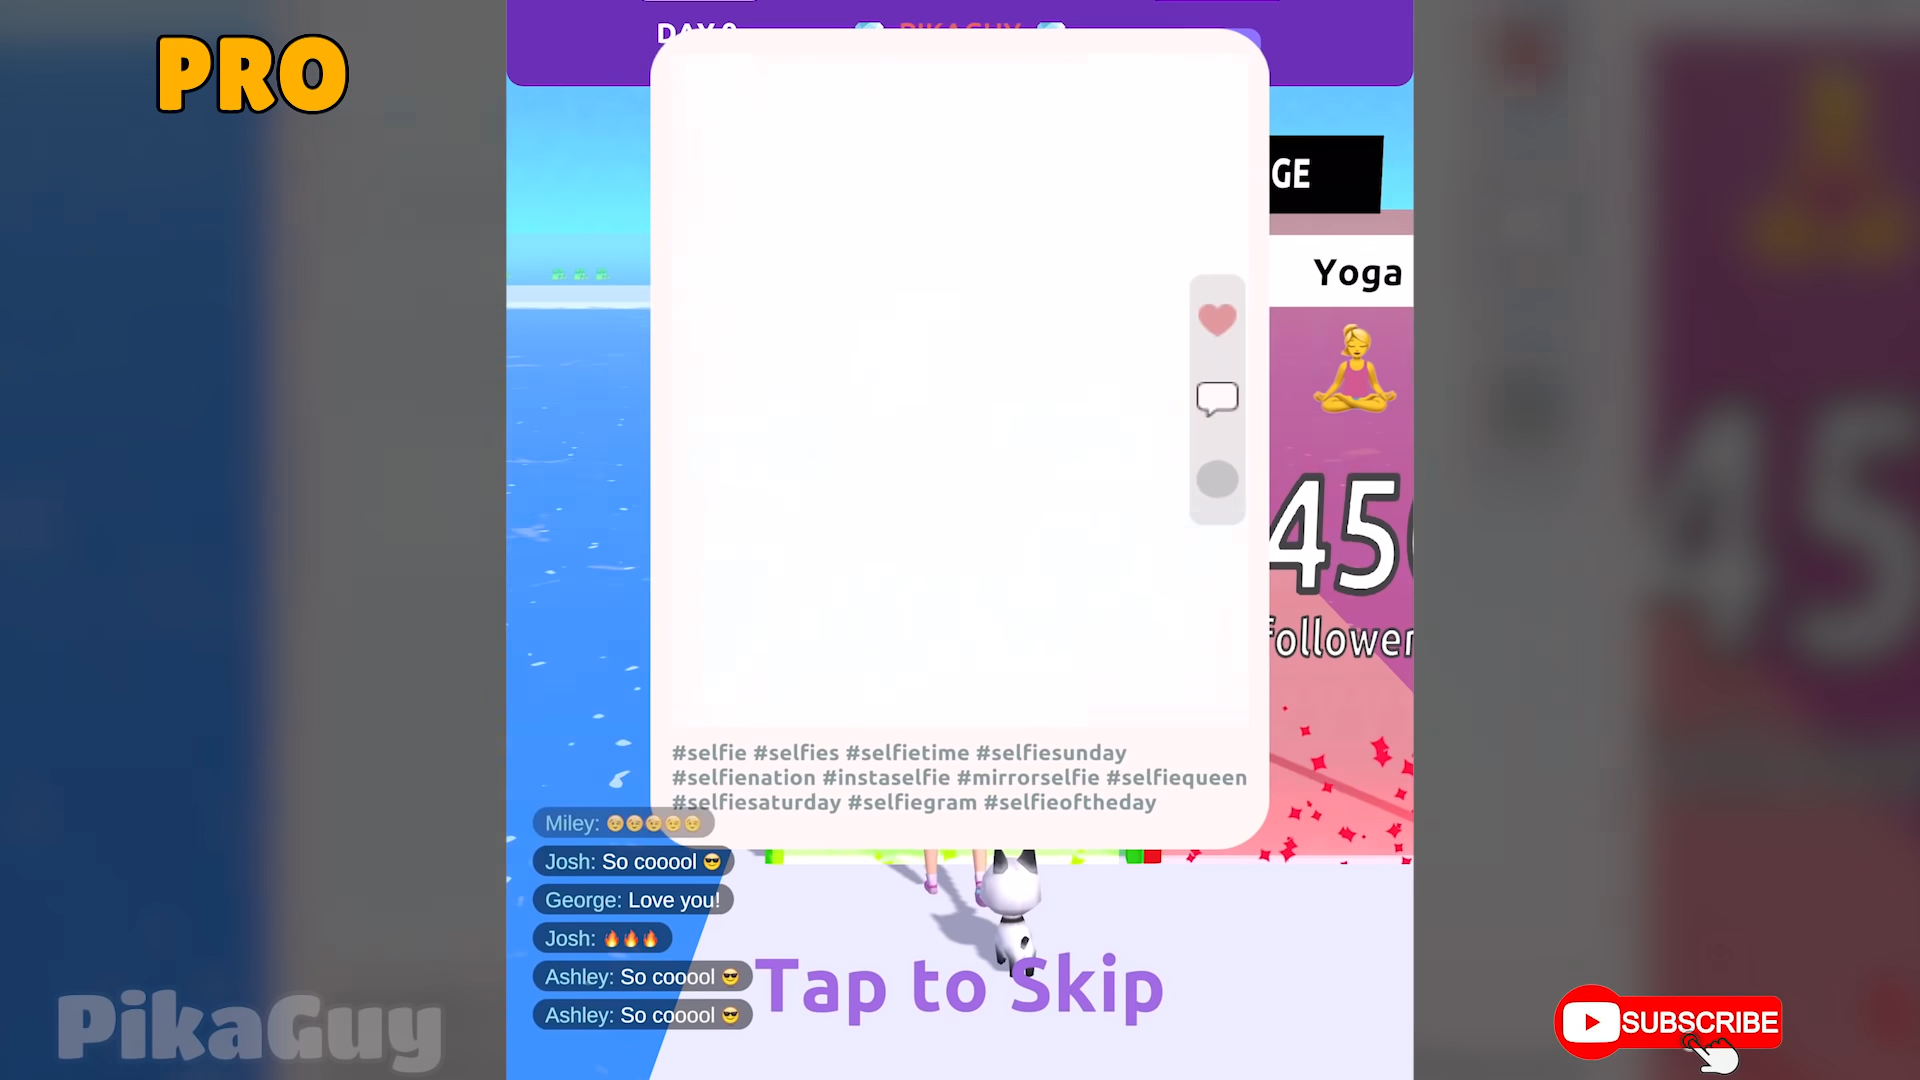 PRO
GE
Yoga
45
#selfie #selfies #selfietime #selfiesunday
#selfienation #instaselfie #mirrorselfie #selfiequeen
#selfiesaturday #selfiegram #selfieoftheday
Miley: 😉😉😉😉😉
Josh: So cooool 😎
George: Love you!
Josh: 🔥🔥🔥
Ashley: So cooool 😎
Ashley: So cooool 😎
Tap to Skip
PikaGuy
SUBSCRIBE